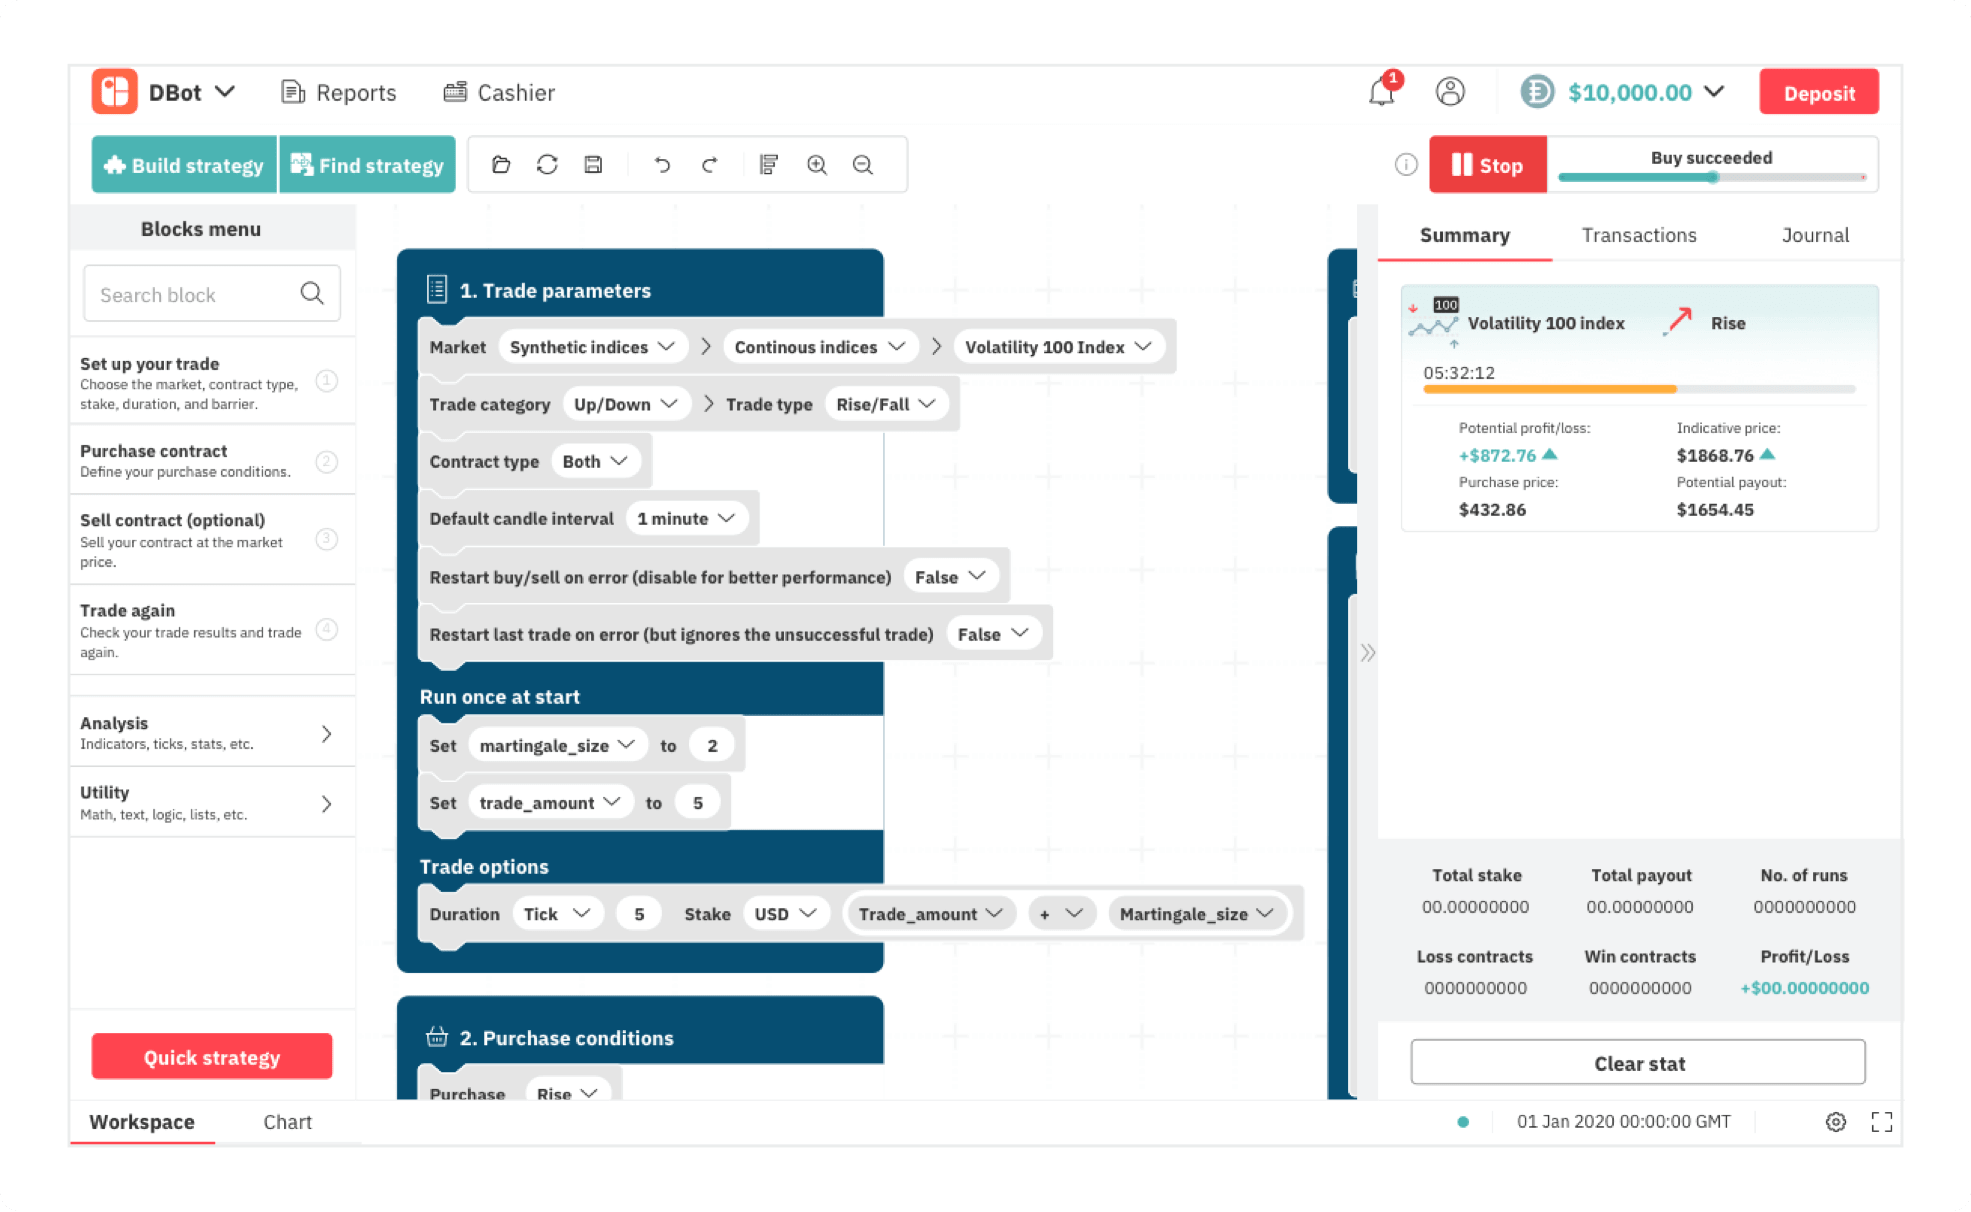 DBot Reports Cashier 1 $10,000.00 Deposit
Build strategy Find strategy Stop Buy succeeded
Blocks menu
Search block
Set up your trade
Choose the market, contract type,
stake, duration, and barrier.
1
Purchase contract
Define your purchase conditions.
2
Sell contract (optional)
Sell your contract at the market
price.
3
Trade again
Check your trade results and trade
again.
4
Analysis
Indicators, ticks, stats, etc.
Utility
Math, text, logic, lists, etc.
Quick strategy
1. Trade parameters
Market Synthetic indices Continous indices Volatility 100 Index
Trade category Up/Down Trade type Rise/Fall
Contract type Both
Default candle interval 1 minute
Restart buy/sell on error (disable for better performance) False
Restart last trade on error (but ignores the unsuccessful trade) False
Run once at start
Set martingale_size to 2
Set trade_amount to 5
Trade options
Duration Tick 5 Stake USD Trade_amount + Martingale_size
2. Purchase conditions
Purchase Rise
Summary Transactions Journal
100 Volatility 100 index Rise
05:32:12
Potential profit/loss: Indicative price:
+$872.76 $1868.76
Purchase price: Potential payout:
$432.86 $1654.45
Total stake Total payout No. of runs
00.00000000 00.00000000 0000000000
Loss contracts Win contracts Profit/Loss
0000000000 0000000000 +$00.00000000
Clear stat
Workspace Chart 01 Jan 2020 00:00:00 GMT